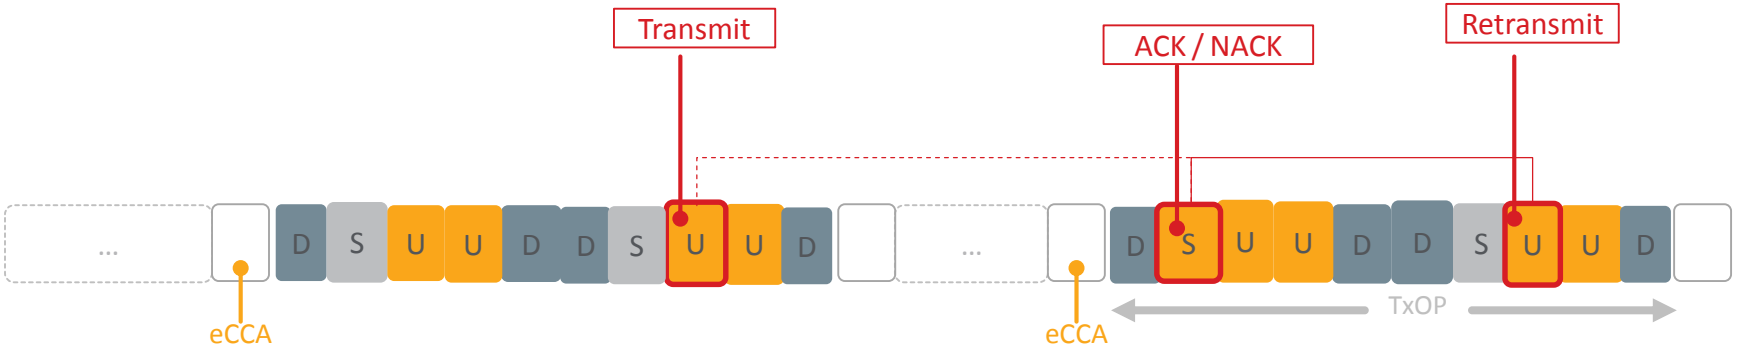 Transmit
ACK / NACK
Retransmit
... D S U U D D S U U D ... D S U U D D S U U D
TxOP
eCCA eCCA